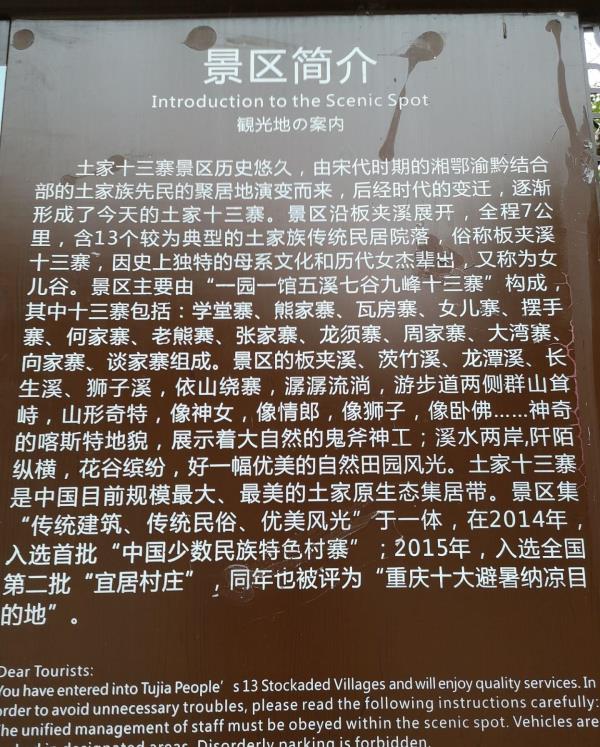 景区简介
Introduction to the Scenic Spot
観光地の案内
土家十三寨景区历史悠久，由宋代时期的湘鄂渝黔结合
部的土家族先民的聚居地演变而来，后经时代的变迁，逐渐
形成了今天的土家十三寨。景区沿板夹溪展开，全程7公
里，含13个较为典型的土家族传统民居院落，俗称板夹溪
十三寨，因史上独特的母系文化和历代女杰辈出，又称为女
儿谷。景区主要由“一园一馆五溪七谷九峰十三寨”构成，
其中十三寨包括：学堂寨、熊家寨、瓦房寨、女儿寨、摆手
寨、何家寨、老熊寨、张家寨、龙须寨、周家寨、大湾寨、
向家寨、谈家寨组成。景区的板夹溪、茨竹溪、龙潭溪、长
生溪、狮子溪，依山绕寨，潺潺流淌，游步道两侧群山耸
峙，山形奇特，像神女，像情郎，像狮子，像卧佛……神奇
的喀斯特地貌，展示着大自然的鬼斧神工；溪水两岸,阡陌
纵横，花谷缤纷，好一幅优美的自然田园风光。土家十三寨
是中国目前规模最大、最美的土家原生态集居带。景区集
“传统建筑、传统民俗、优美风光”于一体，在2014年，
入选首批“中国少数民族特色村寨”；2015年，入选全国
第二批“宜居村庄”，同年也被评为“重庆十大避暑纳凉目
的地”。
Dear Tourists:
You have entered into Tujia People's 13 Stockaded Villages and will enjoy quality services. In
order to avoid unnecessary troubles, please read the following instructions carefully:
The unified management of staff must be obeyed within the scenic spot. Vehicles are
in designated areas. Disorderly parking is forbidden.